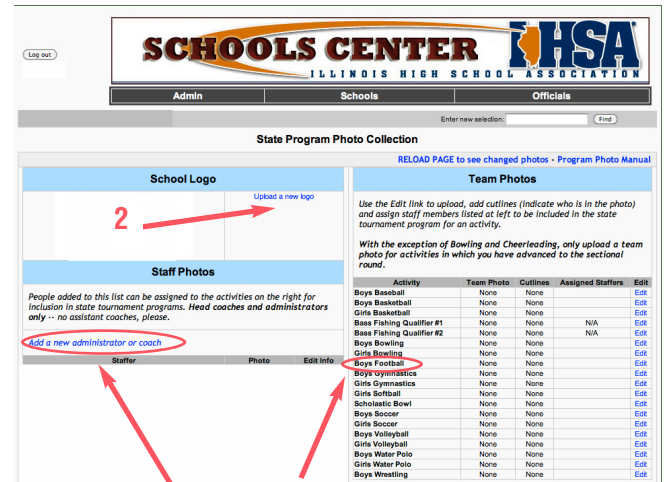 Log out
SCHOOLS CENTER IHSA
ILLINOIS HIGH SCHOOL ASSOCIATION
Admin Schools Officials
Enter new selection: Find
State Program Photo Collection
RELOAD PAGE to see changed photos - Program Photo Manual
School Logo
2
Upload a new logo
Staff Photos
People added to this list can be assigned to the activities on the right for
inclusion in state tournament programs. Head coaches and administrators
only -- no assistant coaches, please.
Add a new administrator or coach
Staffer Photo Edit Info
Team Photos
Use the Edit link to upload, add cutlines (indicate who is in the photo)
and assign staff members listed at left to be included in the state
tournament program for an activity.
With the exception of Bowling and Cheerleading, only upload a team
photo for activities in which you have advanced to the sectional
round.
Activity Team Photo Cutlines Assigned Staffers Edit
Boys Baseball None None Edit
Boys Basketball None None Edit
Girls Basketball None None Edit
Bass Fishing Qualifier #1 None None N/A Edit
Bass Fishing Qualifier #2 None None N/A Edit
Boys Bowling None None Edit
Girls Bowling None None Edit
Boys Football None None Edit
Boys Gymnastics None None Edit
Girls Gymnastics None None Edit
Girls Softball None None Edit
Scholastic Bowl None None Edit
Boys Soccer None None Edit
Girls Soccer None None Edit
Boys Volleyball None None Edit
Girls Volleyball None None Edit
Boys Water Polo None None Edit
Girls Water Polo None None Edit
Boys Wrestling None None Edit